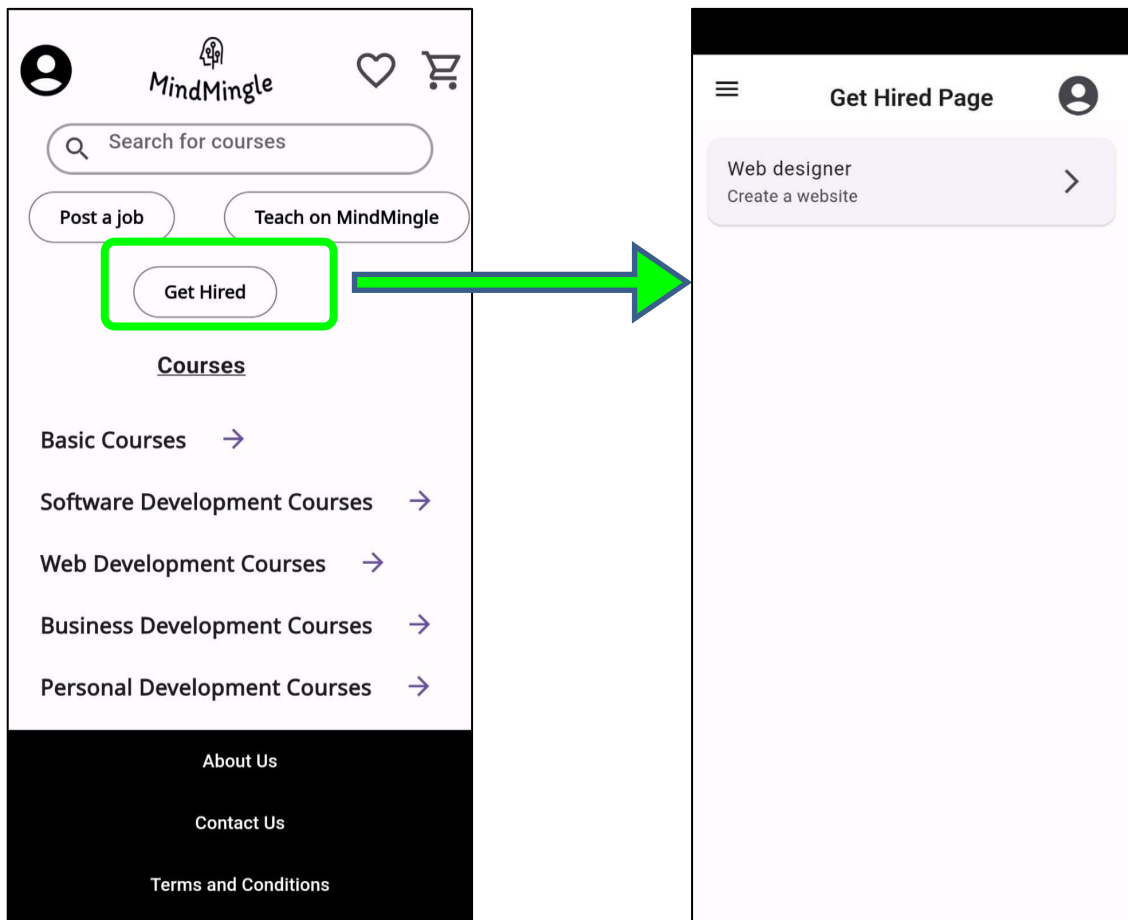 MindMingle
Search for courses
Post a job
Teach on MindMingle
Get Hired
Courses
Basic Courses
Software Development Courses
Web Development Courses
Business Development Courses
Personal Development Courses
About Us
Contact Us
Terms and Conditions
Get Hired Page
Web designer
Create a website